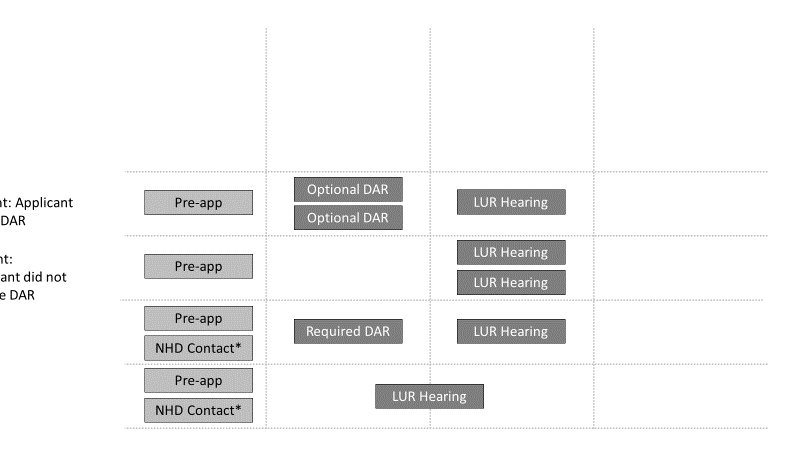 Optional DAR
nt: Applicant
Pre-app
LUR Hearing
DAR
Optional DAR
LUR Hearing
nt:
Pre-app
ant did not
LUR Hearing
e DAR
Pre-app
Required DAR
LUR Hearing
NHD Contact*
Pre-app
LUR Hearing
NHD Contact*